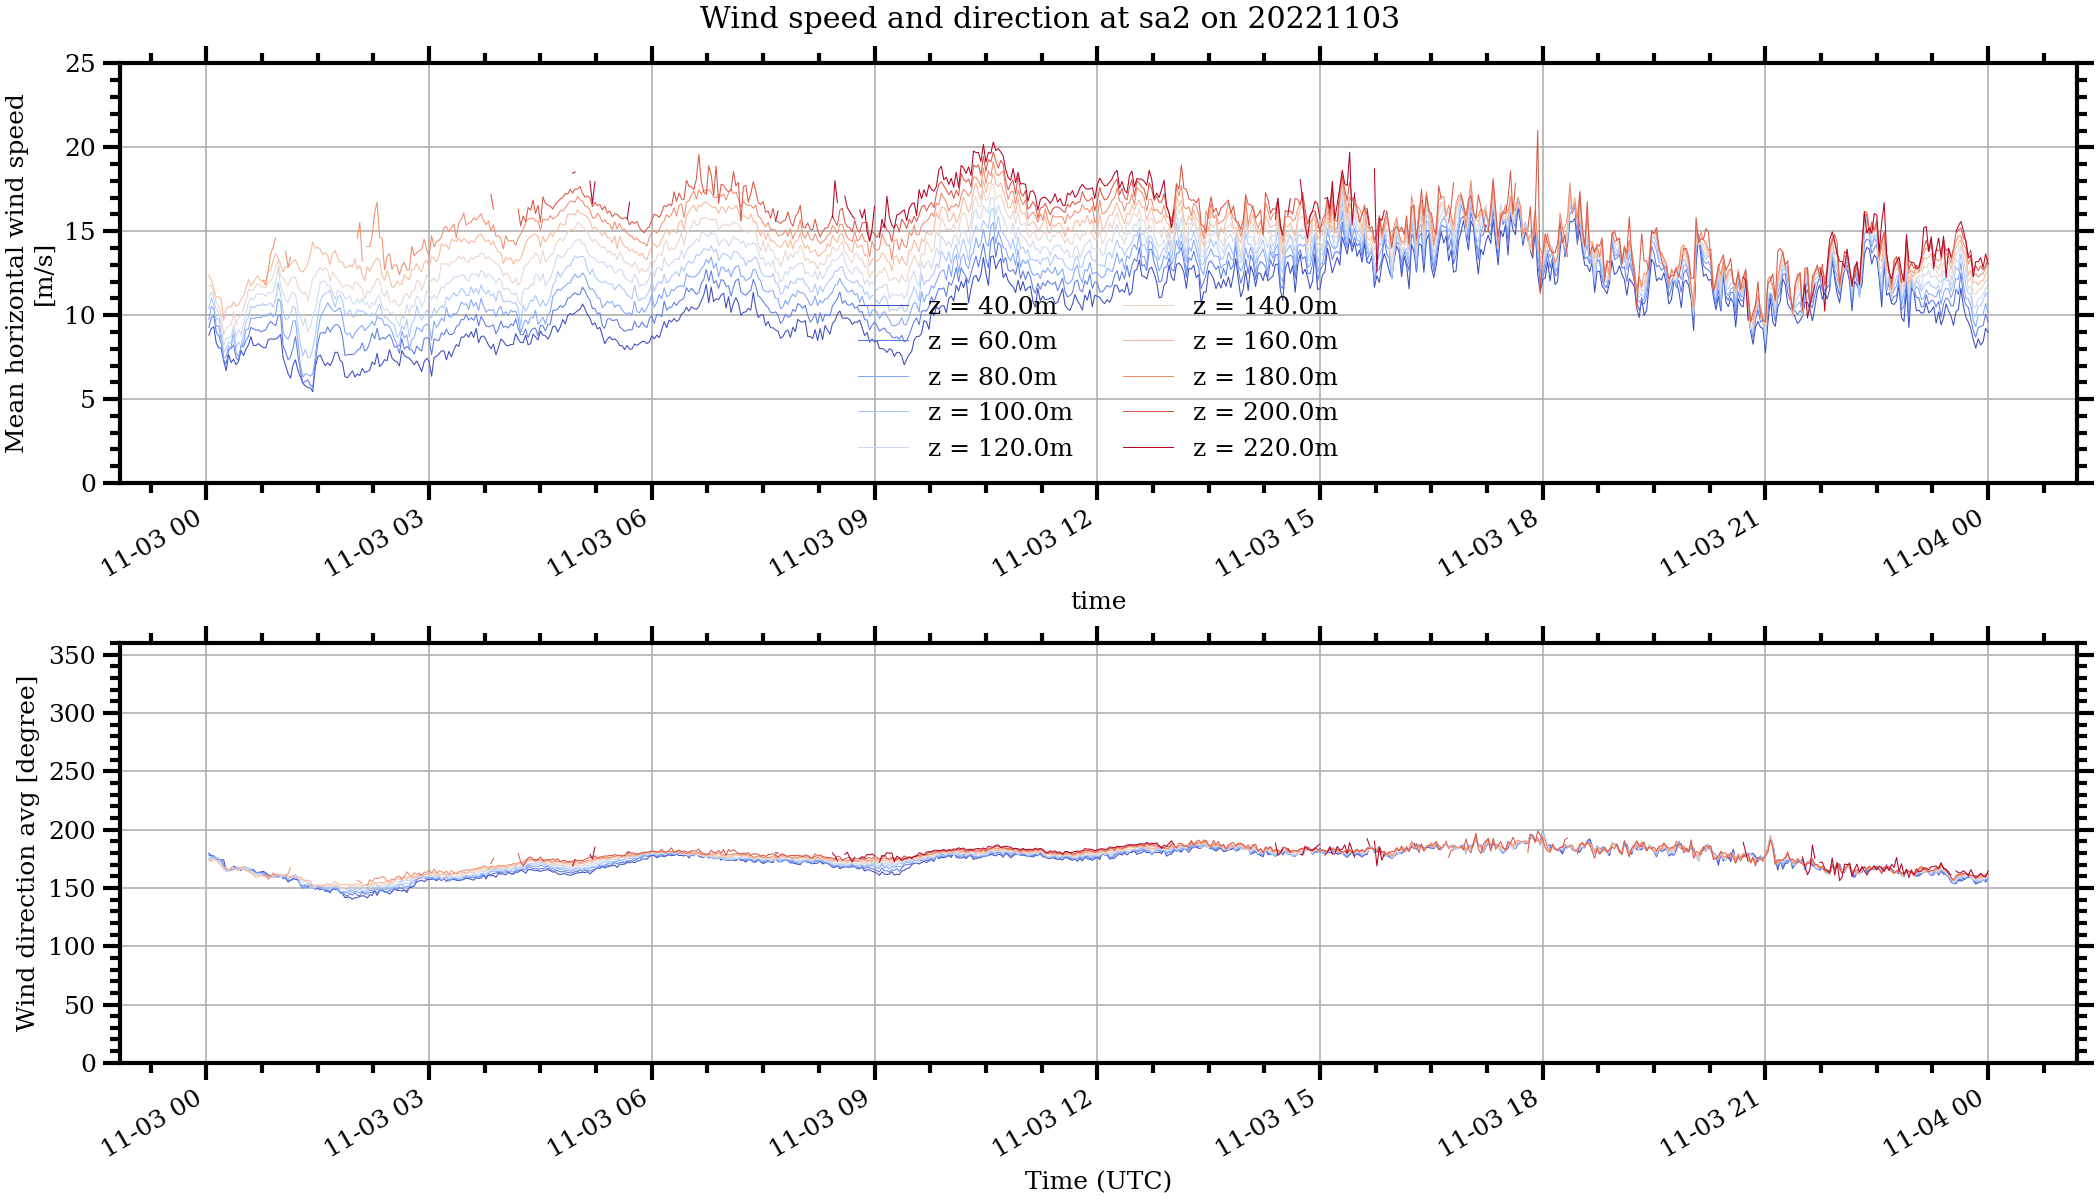 Wind speed and direction at sa2 on 20221103
Mean horizontal wind speed
[m/s]
25
20
15
10
5
0
z = 40.0m
z = 60.0m
z = 80.0m
z = 100.0m
z = 120.0m
z = 140.0m
z = 160.0m
z = 180.0m
z = 200.0m
z = 220.0m
11-03 00
11-03 03
11-03 06
11-03 09
11-03 12
11-03 15
11-03 18
11-03 21
11-04 00
time
Wind direction avg [degree]
350
300
250
200
150
100
50
0
11-03 00
11-03 03
11-03 06
11-03 09
11-03 12
11-03 15
11-03 18
11-03 21
11-04 00
Time (UTC)